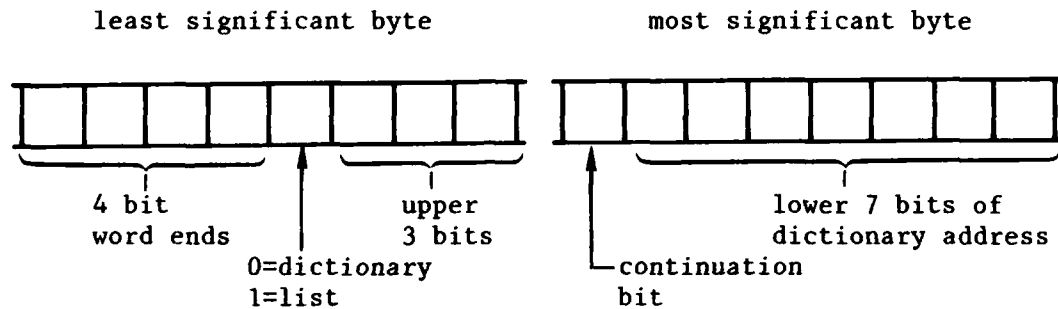 least significant byte
most significant byte
4 bit
word ends
upper
3 bits
lower 7 bits of
dictionary address
0=dictionary
1=list
continuation
bit